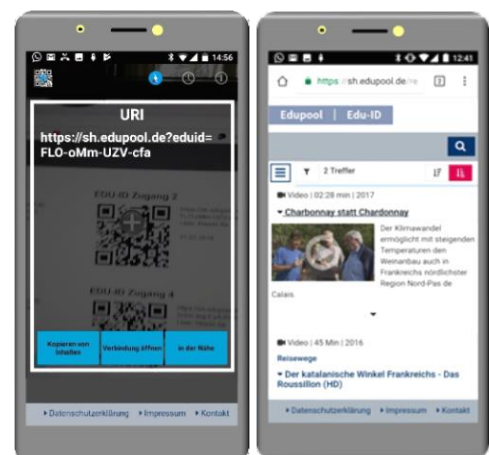 14:56
URI
https://sh.edupool.de?eduid=
FLO-oMm-UZV-cfa
EDU-ID Zugang 2
EDU-ID Zugang 4
Kopieren von
Inhalten
Verbindung öffnen
in der Nähe
Datenschutzerklärung Impressum Kontakt
12:41
https://sh.edupool.de/re
Edupool | Edu-ID
2 Treffer
Video | 02:28 min | 2017
Charbonnay statt Chardonnay
Der Klimawandel
ermöglicht mit steigenden
Temperaturen den
Weinanbau auch in
Frankreichs nördlichster
Region Nord-Pas de
Calais.
Video | 45 Min | 2016
Reisewege
Der katalanische Winkel Frankreichs - Das
Roussillon (HD)
Datenschutzerklärung Impressum Kontakt